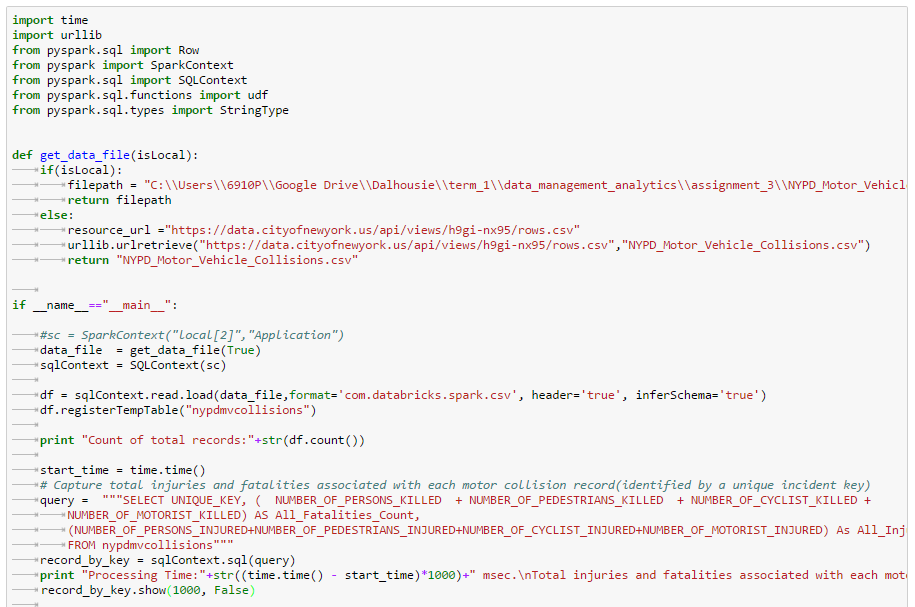 import time
import urllib
from pyspark.sql import Row
from pyspark import SparkContext
from pyspark.sql import SQLContext
from pyspark.sql.functions import udf
from pyspark.sql.types import StringType
def get_data_file(isLocal):
if(isLocal):
filepath = "C:\\Users\\6910P\\Google Drive\\Dalhousie\\term_1\\data_management_analytics\\assignment_3\\NYPD_Motor_Vehicl
return filepath
else:
resource_url ="https://data.cityofnewyork.us/api/views/h9gi-nx95/rows.csv"
urllib.urlretrieve("https://data.cityofnewyork.us/api/views/h9gi-nx95/rows.csv","NYPD_Motor_Vehicle_Collisions.csv")
return "NYPD_Motor_Vehicle_Collisions.csv"
if __name__=="__main__":
#sc = SparkContext("local[2]","Application")
data_file  = get_data_file(True)
sqlContext = SQLContext(sc)
df = sqlContext.read.load(data_file,format='com.databricks.spark.csv', header='true', inferSchema='true')
df.registerTempTable("nypdmvcollisions")
print "Count of total records:"+str(df.count())
start_time = time.time()
# Capture total injuries and fatalities associated with each motor collision record(identified by a unique incident key)
query =  """SELECT UNIQUE_KEY, (  NUMBER_OF_PERSONS_KILLED  + NUMBER_OF_PEDESTRIANS_KILLED  + NUMBER_OF_CYCLIST_KILLED +
NUMBER_OF_MOTORIST_KILLED) AS All_Fatalities_Count,
(NUMBER_OF_PERSONS_INJURED+NUMBER_OF_PEDESTRIANS_INJURED+NUMBER_OF_CYCLIST_INJURED+NUMBER_OF_MOTORIST_INJURED) As All_Inj
FROM nypdmvcollisions"""
record_by_key = sqlContext.sql(query)
print "Processing Time:"+str((time.time() - start_time)*1000)+" msec.\nTotal injuries and fatalities associated with each mot
record_by_key.show(1000, False)